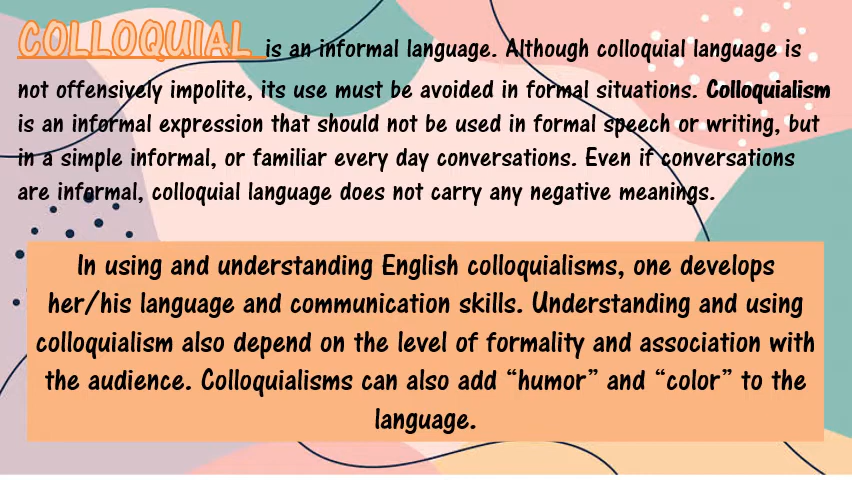 COLLOQUIAL is an informal language. Although colloquial language is
not offensively impolite, its use must be avoided in formal situations. Colloquialism
is an informal expression that should not be used in formal speech or writing, but
in a simple informal, or familiar every day conversations. Even if conversations
are informal, colloquial language does not carry any negative meanings.
In using and understanding English colloquialisms, one develops
her/his language and communication skills. Understanding and using
colloquialism also depend on the level of formality and association with
the audience. Colloquialisms can also add “humor” and “color” to the
language.